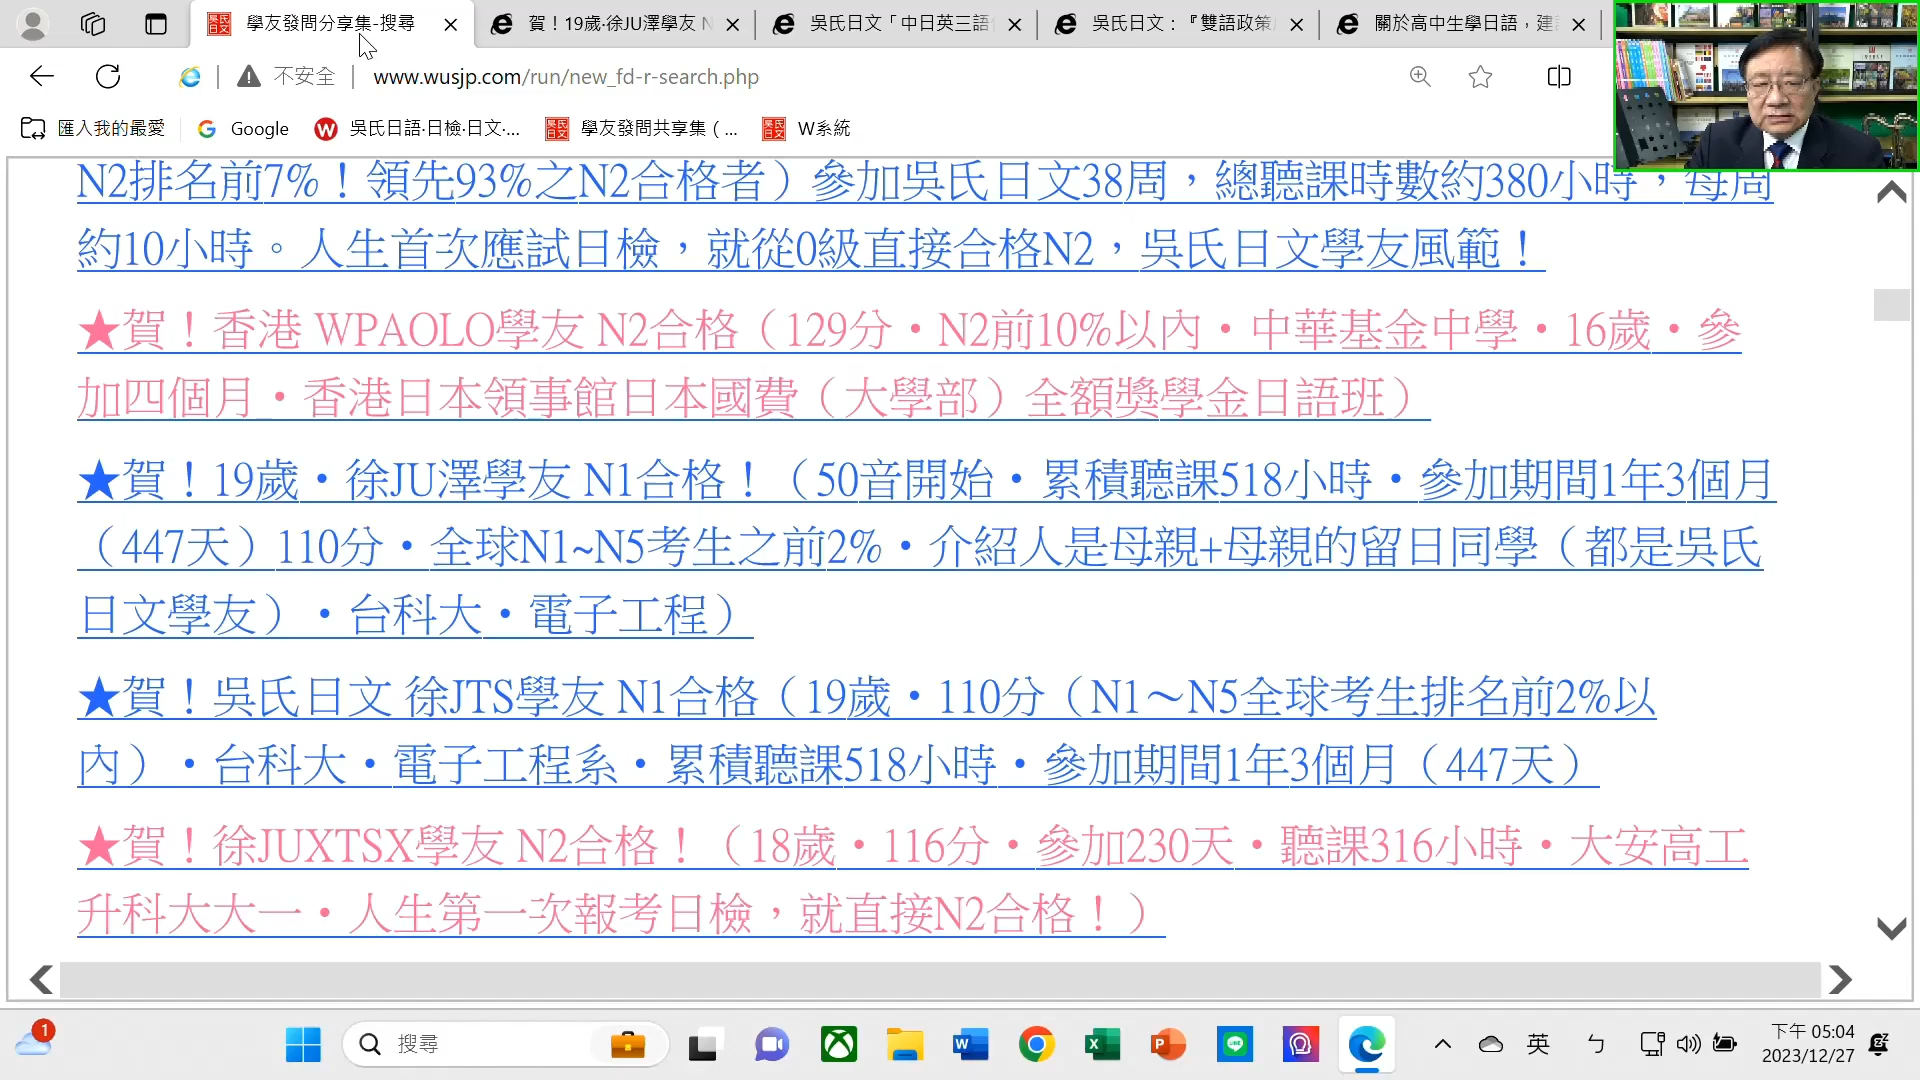 學友發問分享集-搜尋
賀！19歲·徐JU澤學友 N
吳氏日文「中日英三語
吳氏日文：『雙語政策
關於高中生學日語，建
不安全
www.wusjp.com/run/new_fd-r-search.php
匯入我的最愛
Google
吳氏日語·日檢·日文·...
學友發問共享集（...
W系統
N2排名前7%！領先93%之N2合格者）參加吳氏日文38周，總聽課時數約380小時，每周
約10小時。人生首次應試日檢，就從0級直接合格N2，吳氏日文學友風範！
★賀！香港 WPAOLO學友 N2合格（129分・N2前10%以內・中華基金中學・16歲・參
加四個月・香港日本領事館日本國費（大學部）全額獎學金日語班）
★賀！19歲・徐JU澤學友 N1合格！（50音開始・累積聽課518小時・參加期間1年3個月
（447天）110分・全球N1~N5考生之前2%・介紹人是母親+母親的留日同學（都是吳氏
日文學友）・台科大・電子工程）
★賀！吳氏日文 徐JTS學友 N1合格（19歲・110分（N1～N5全球考生排名前2%以
內）・台科大・電子工程系・累積聽課518小時・參加期間1年3個月（447天）
★賀！徐JUXTSX學友 N2合格！（18歲・116分・參加230天・聽課316小時・大安高工
升科大大一・人生第一次報考日檢，就直接N2合格！）
1
搜尋
英
ㄅ
下午 05:04
2023/12/27